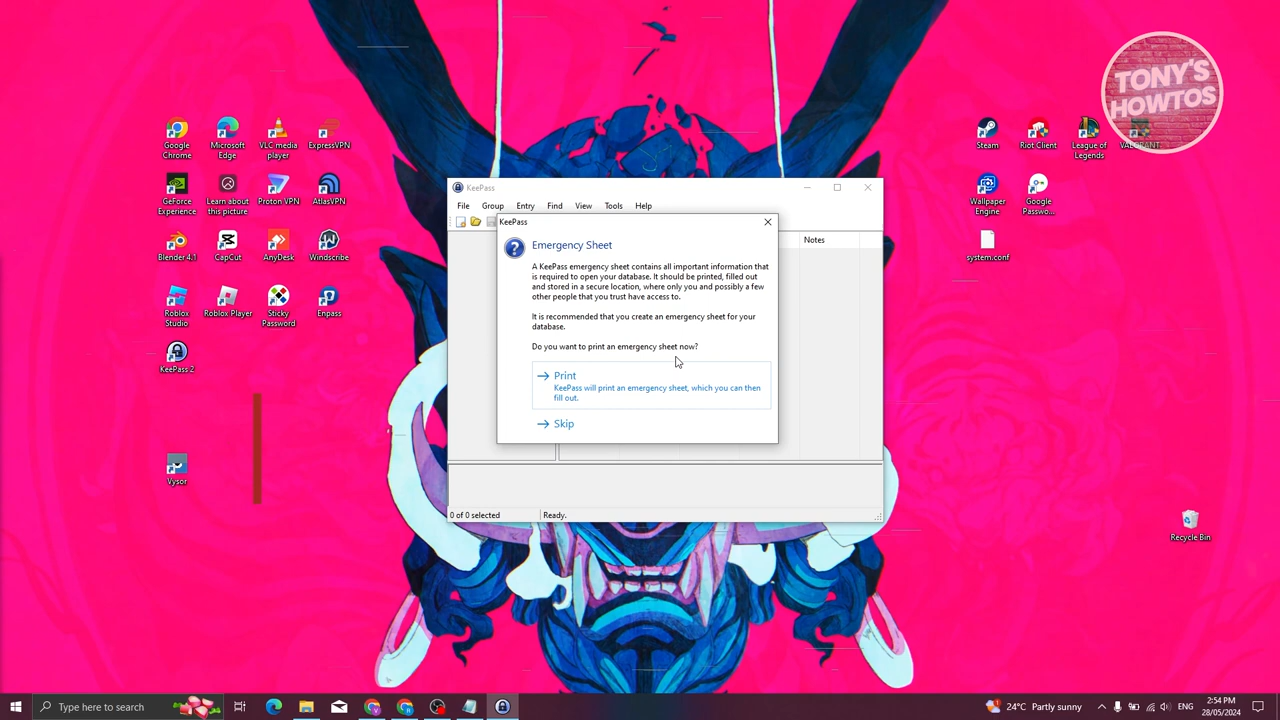 TONY'S
HOWTOS
Google
Chrome
Microsoft
Edge
VLC media
player
ExpressVPN
Steam
Riot Client
League of
Legends
VALORANT
GeForce
Experience
Learn about
this picture
Proton VPN
AtlasVPN
Wallpaper
Engine
Google
Passwo...
Blender 4.1
CapCut
AnyDesk
Windscribe
system.conf
Roblox
Studio
Roblox Player
Sticky
Password
Enpass
KeePass 2
Vysor
Recycle Bin
KeePass
File Group Entry Find View Tools Help
Notes
KeePass
Emergency Sheet
A KeePass emergency sheet contains all important information that
is required to open your database. It should be printed, filled out
and stored in a secure location, where only you and possibly a few
other people that you trust have access to.
It is recommended that you create an emergency sheet for your
database.
Do you want to print an emergency sheet now?
Print
KeePass will print an emergency sheet, which you can then
fill out.
Skip
0 of 0 selected
Ready.
Type here to search
24°C Partly sunny
2:54 PM
28/05/2024